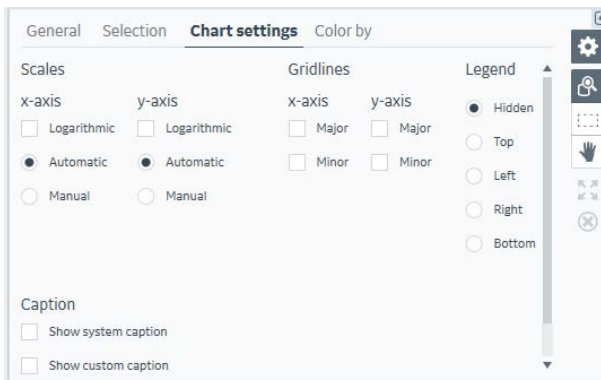 General Selection Chart settings Color by
Scales Gridlines Legend
x-axis y-axis x-axis y-axis
Logarithmic Logarithmic Major Major Hidden
Automatic Automatic Minor Minor Top
Manual Manual Left
Right
Bottom
Caption
Show system caption
Show custom caption